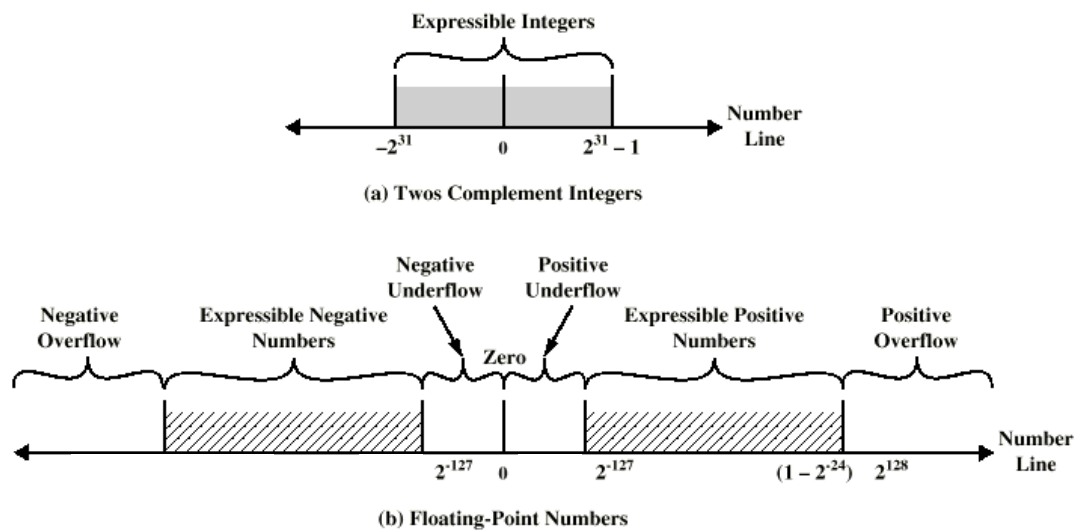 Expressible Integers
Number
Line
–2³¹ 0 2³¹ – 1
(a) Twos Complement Integers
Negative Positive
Underflow Underflow
Negative Expressible Negative Expressible Positive Positive
Overflow Numbers Zero Numbers Overflow
Number
Line
2⁻¹²⁷ 0 2⁻¹²⁷ (1 – 2⁻²⁴) 2¹²⁸
(b) Floating-Point Numbers